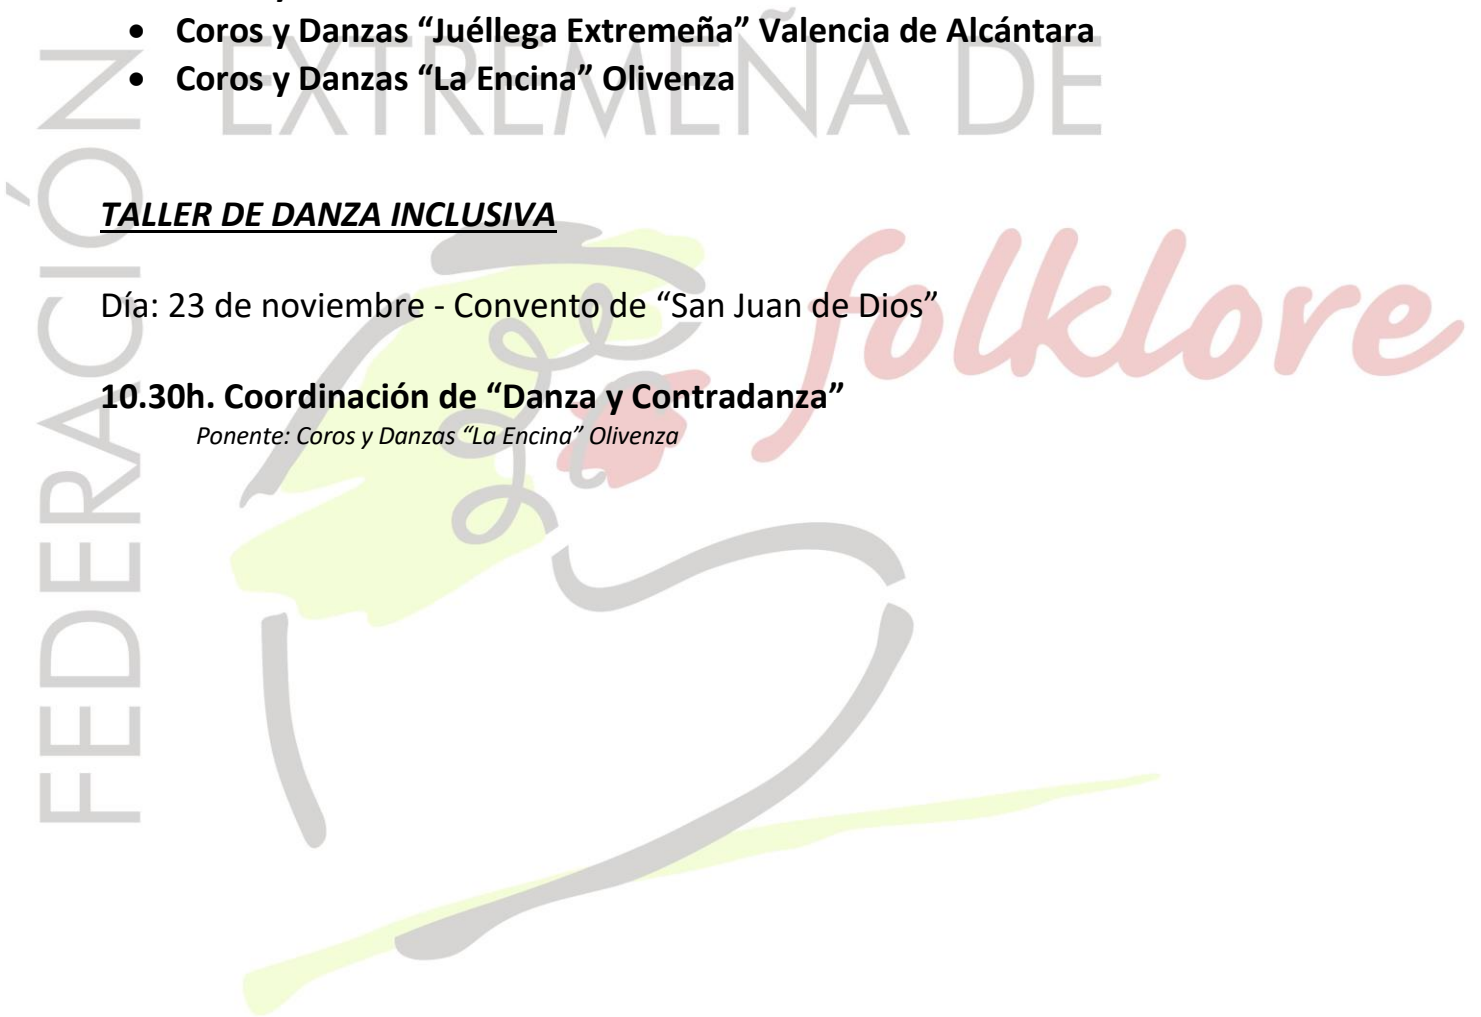 • Coros y Danzas “Juéllega Extremeña” Valencia de Alcántara
• Coros y Danzas “La Encina” Olivenza
FEDERACIÓN
EXTREMEÑA DE
folklore
TALLER DE DANZA INCLUSIVA
Día: 23 de noviembre - Convento de “San Juan de Dios”
10.30h. Coordinación de “Danza y Contradanza”
Ponente: Coros y Danzas “La Encina” Olivenza